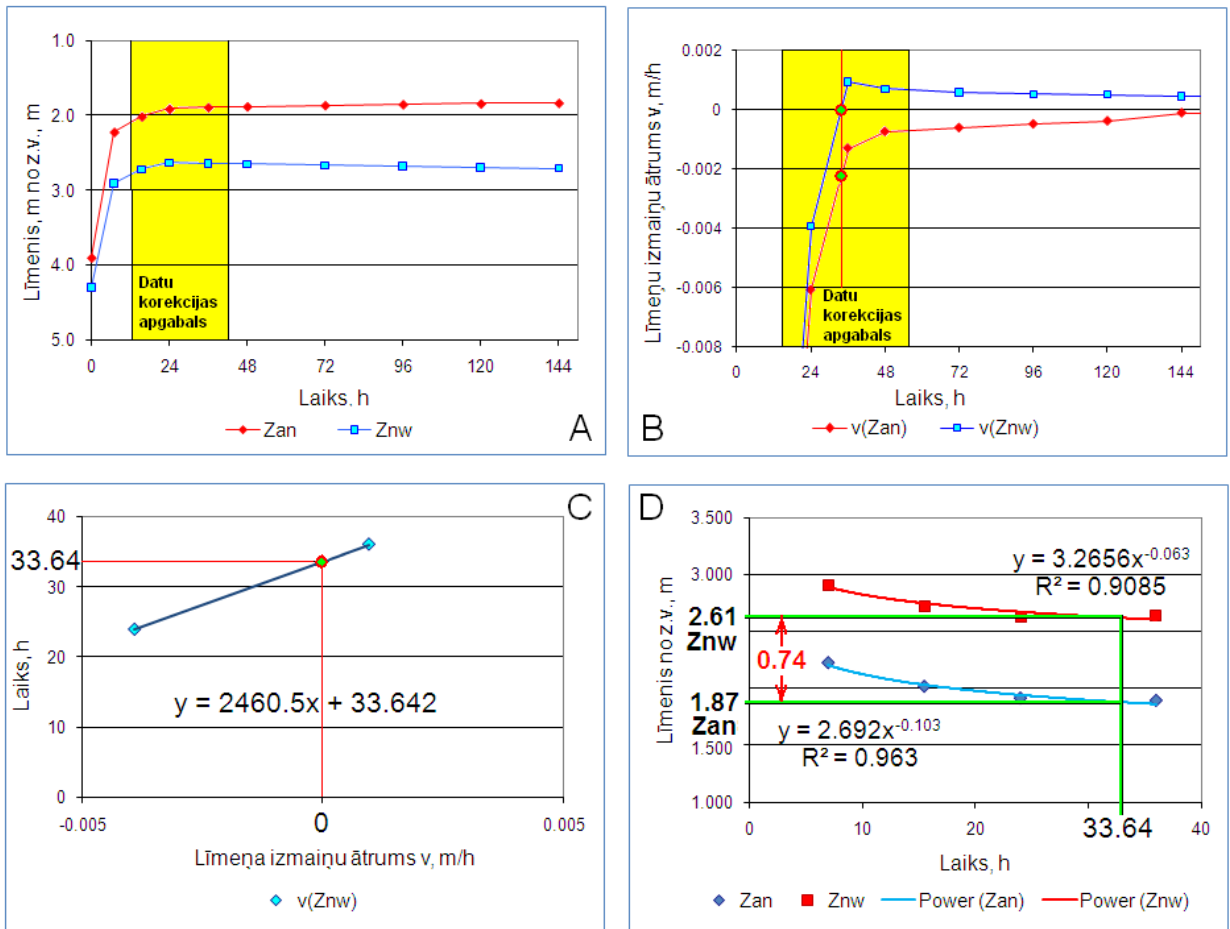 1.0
2.0
3.0
4.0
5.0
Līmenis, m no z.v., m
Datu
korekcijas
apgabals
0 24 48 72 96 120 144
Laiks. h
Zan Znw
A
0.002
0
-0.002
-0.004
-0.006
-0.008
Līmeņu izmaiņu ātrums v, m/h
Datu
korekcijas
apgabals
0 24 48 72 96 120 144
Laiks, h
v(Zan) v(Znw)
B
C
40
33.64
30
20
10
0
Laiks, h
y = 2460.5x + 33.642
-0.005 0 0.005
Līmeņa izmaiņu ātrums v, m/h
v(Znw)
D
3.500
3.000
2.61
Znw
1.87
Zan
1.500
1.000
Līmenis no z.v., m
y = 3.2656x^-0.063
R² = 0.9085
0.74
y = 2.692x^-0.103
R² = 0.963
0 10 20 33.64 40
Laiks, h
Zan Znw Power (Zan) Power (Znw)